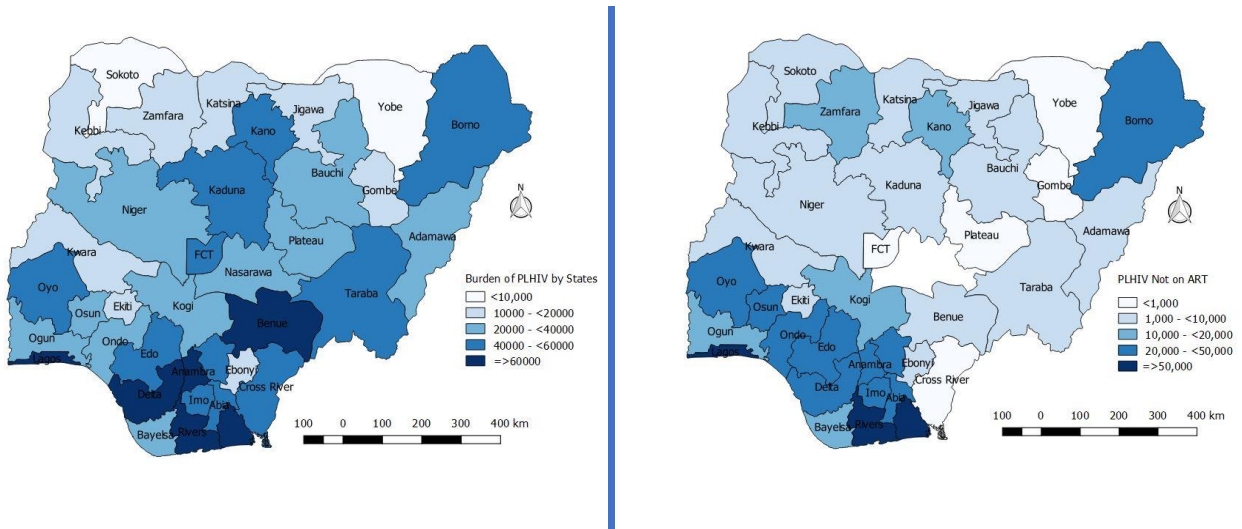 Sokoto
Katsina
Yobe
Jigawa
Zamfara
Kebbi
Kano
Borno
Bauchi
Kaduna
Gombe
Niger
Adamawa
Plateau
FCT
Kwara
Nasarawa
Taraba
Oyo
Ekiti
Kogi
Osun
Benue
Ogun
Ondo
Edo
Lagos
Anambra
Ebonyi
Delta
Imo
Abia
Cross River
Bayelsa
Rivers
N
Burden of PLHIV by States
<10,000
10000 - <20000
20000 - <40000
40000 - <60000
=>60000
100 0 100 200 300 400 km
Sokoto
Katsina
Yobe
Jigawa
Zamfara
Kebbi
Kano
Borno
Bauchi
Kaduna
Gombe
Niger
Adamawa
Plateau
FCT
Kwara
Taraba
Oyo
Ekiti
Kogi
Osun
Benue
Ogun
Ondo
Edo
Lagos
Anambra
Ebonyi
Delta
Cross River
Imo
Abia
Bayelsa
Rivers
N
PLHIV Not on ART
<1,000
1,000 - <10,000
10,000 - <20,000
20,000 - <50,000
=>50,000
100 0 100 200 300 400 km